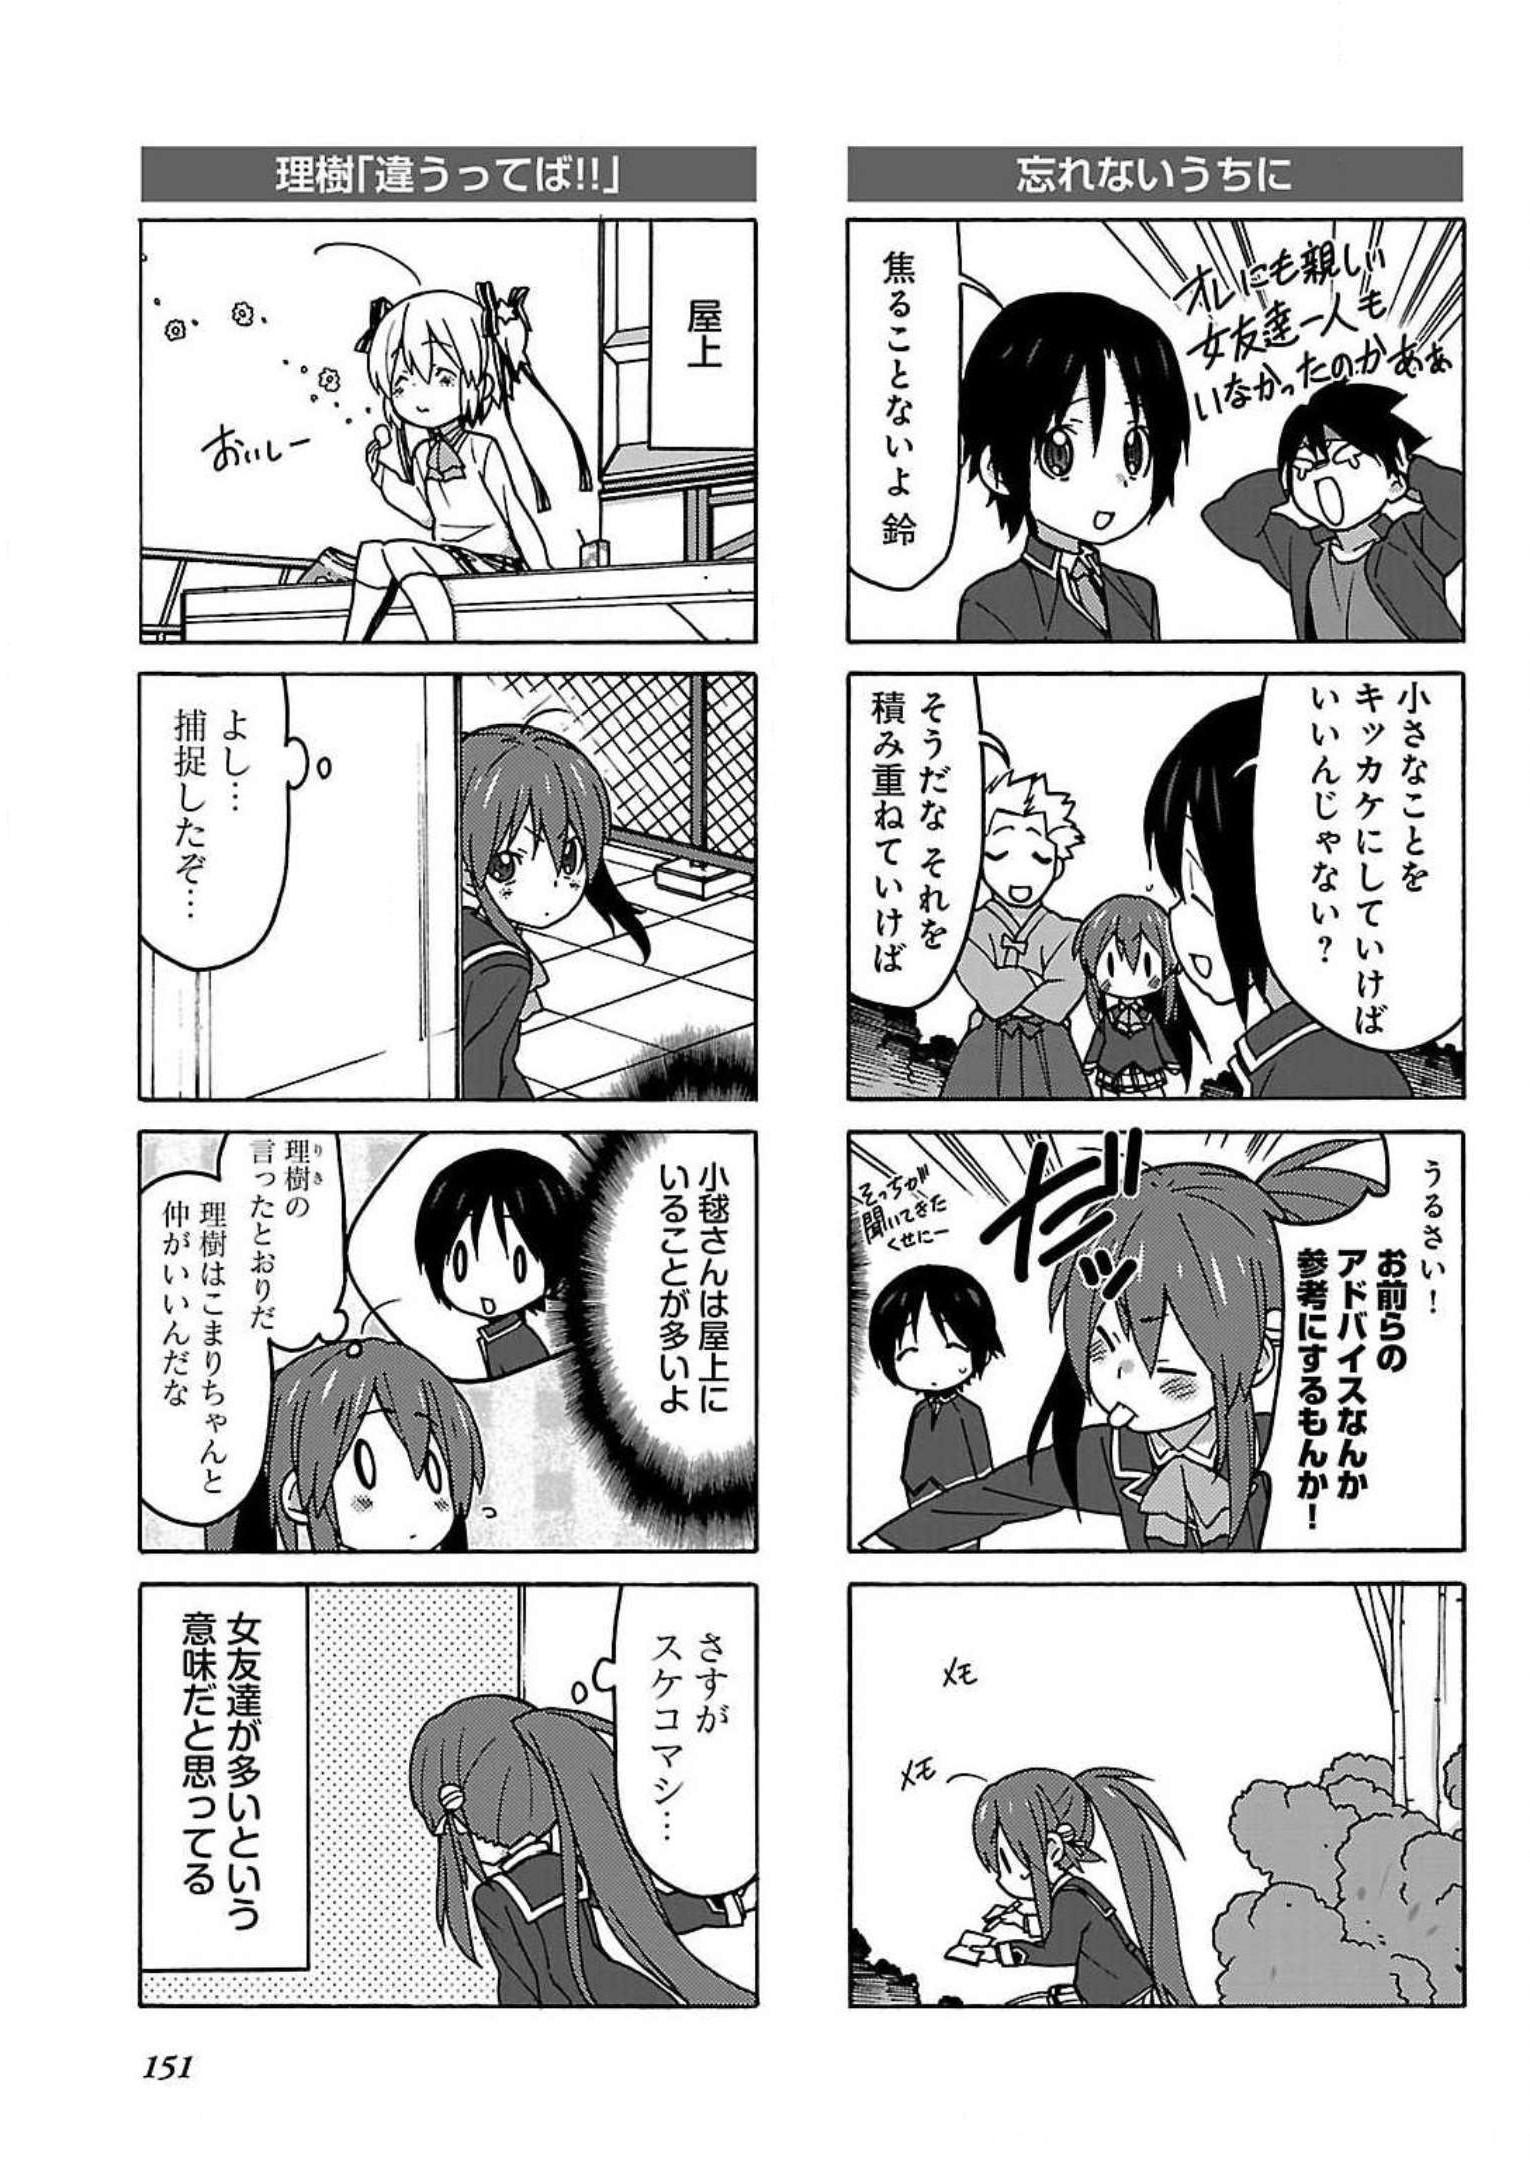 忘れないうちに
オレにも親しい
女友達一人も
いなかったのかぁぁ
焦ることないよ 鈴
小さなことを
キッカケにしていけば
いいんじゃない？
そうだな それを
積み重ねていけば
うるさい！
お前らの
アドバイスなんか
参考にするもんか！
ダッ
そっちが
聞いてきた
くせにー
メモ
メモ
理樹「違うってば!!」
屋上
おいしー
よし…
捕捉したぞ…
小毬さんは屋上に
いることが多いよ
理樹の
りき
言ったとおりだ
理樹はこまりちゃんと
仲がいいんだな
さすが
スケコマシ…
女友達が多いという
意味だと思ってる
151